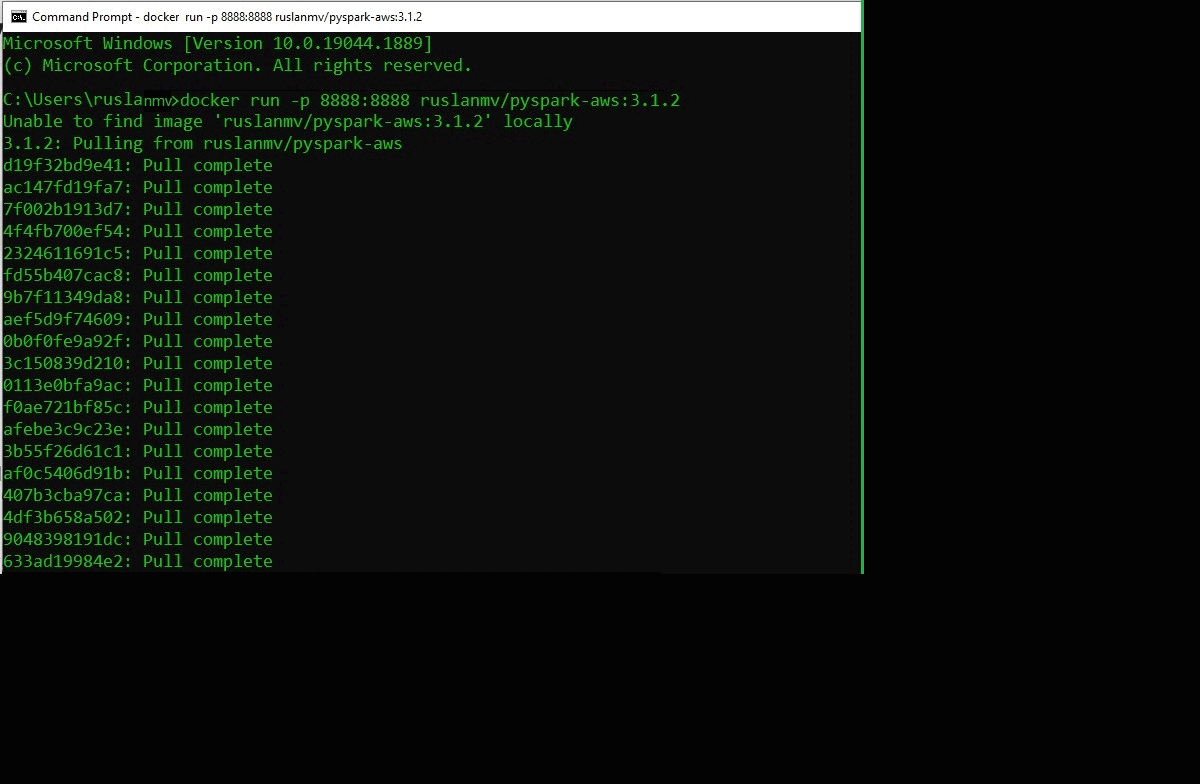 Command Prompt - docker run -p 8888:8888 ruslanmv/pyspark-aws:3.1.2
Microsoft Windows [Version 10.0.19044.1889]
(c) Microsoft Corporation. All rights reserved.
C:\Users\ruslanmv>docker run -p 8888:8888 ruslanmv/pyspark-aws:3.1.2
Unable to find image 'ruslanmv/pyspark-aws:3.1.2' locally
3.1.2: Pulling from ruslanmv/pyspark-aws
d19f32bd9e41: Pull complete
ac147fd19fa7: Pull complete
7f002b1913d7: Pull complete
4f4fb700ef54: Pull complete
2324611691c5: Pull complete
fd55b407cac8: Pull complete
9b7f11349da8: Pull complete
aef5d9f74609: Pull complete
0b0f0fe9a92f: Pull complete
3c150839d210: Pull complete
0113e0bfa9ac: Pull complete
f0ae721bf85c: Pull complete
afebe3c9c23e: Pull complete
3b55f26d61c1: Pull complete
af0c5406d91b: Pull complete
407b3cba97ca: Pull complete
4df3b658a502: Pull complete
9048398191dc: Pull complete
633ad19984e2: Pull complete